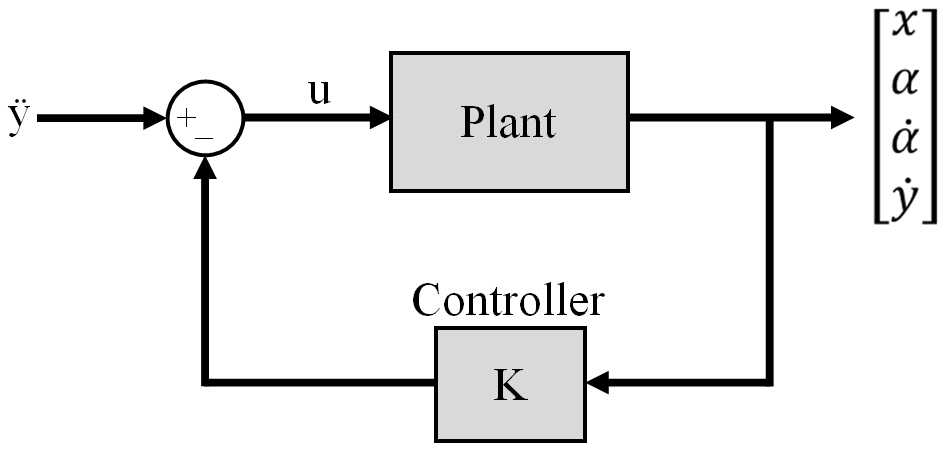 ÿ
+
−
u
Plant
x
α
α̇
ẏ
Controller
K